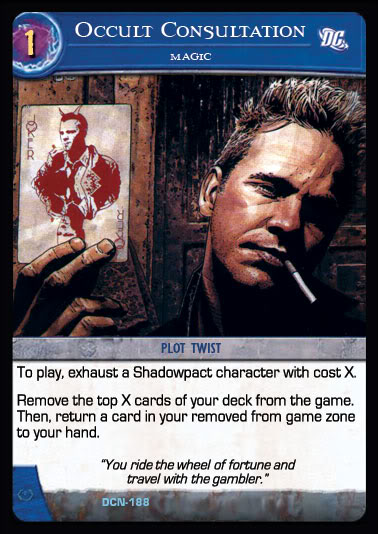 1
OCCULT CONSULTATION
DC
MAGIC
JOKER
JOKER
PLOT TWIST
To play, exhaust a Shadowpact character with cost X.
Remove the top X cards of your deck from the game.
Then, return a card in your removed from game zone
to your hand.
"You ride the wheel of fortune and
travel with the gambler."
DCN-188